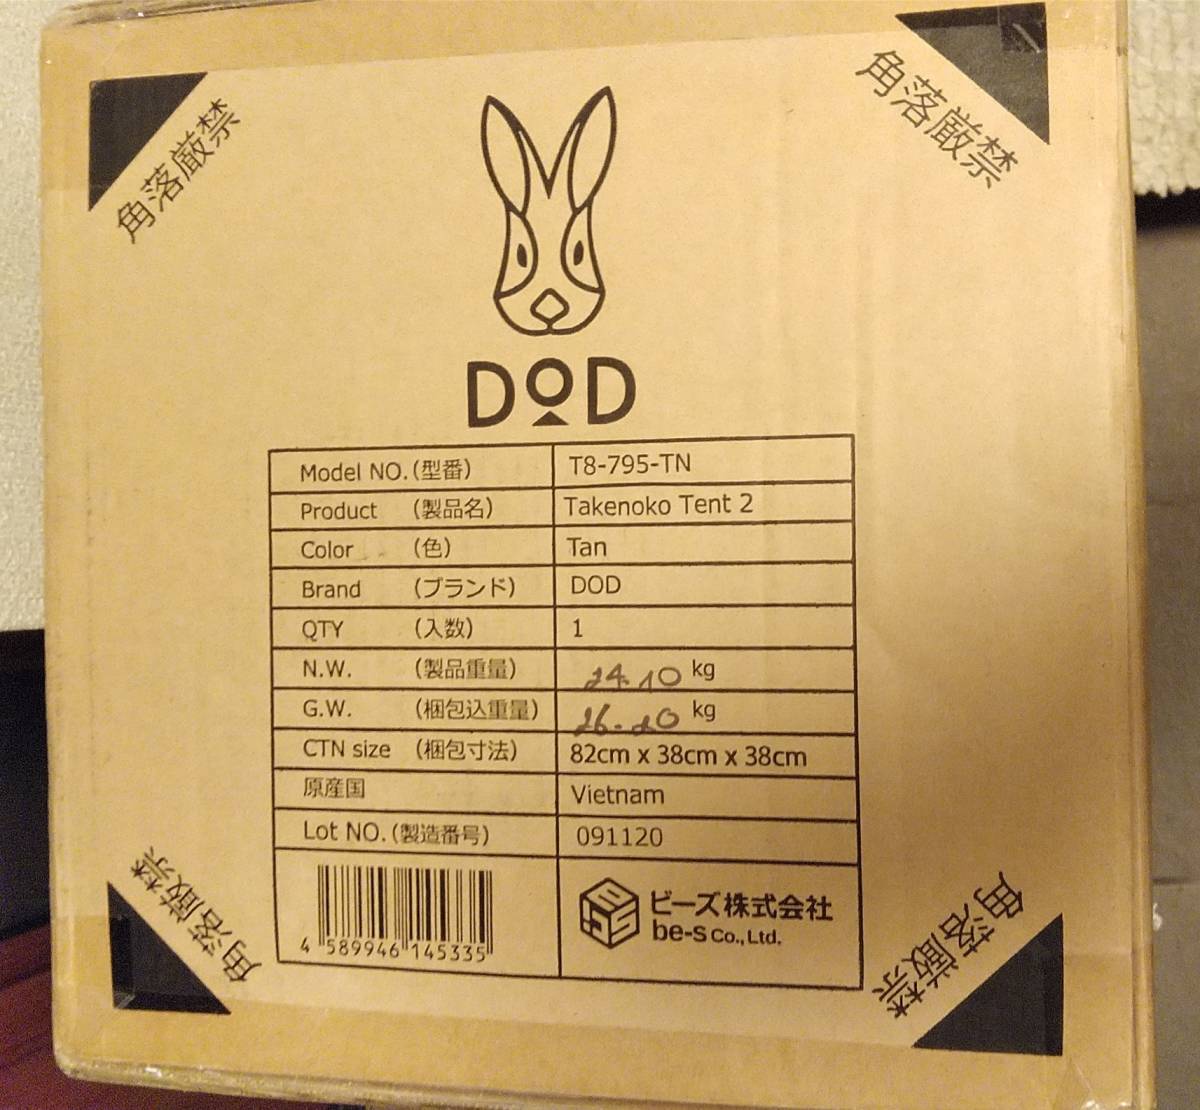 角落厳禁
角落厳禁
DOD
Model NO.(型番) T8-795-TN
Product (製品名) Takenoko Tent 2
Color (色) Tan
Brand (ブランド) DOD
QTY (入数) 1
N.W. (製品重量) 24.10 kg
G.W. (梱包込重量) 26.20 kg
CTN size (梱包寸法) 82cm x 38cm x 38cm
原産国 Vietnam
Lot NO.(製造番号) 091120
4 589946 145335
ビーズ株式会社
be-s Co., Ltd.
角落厳禁
角落厳禁